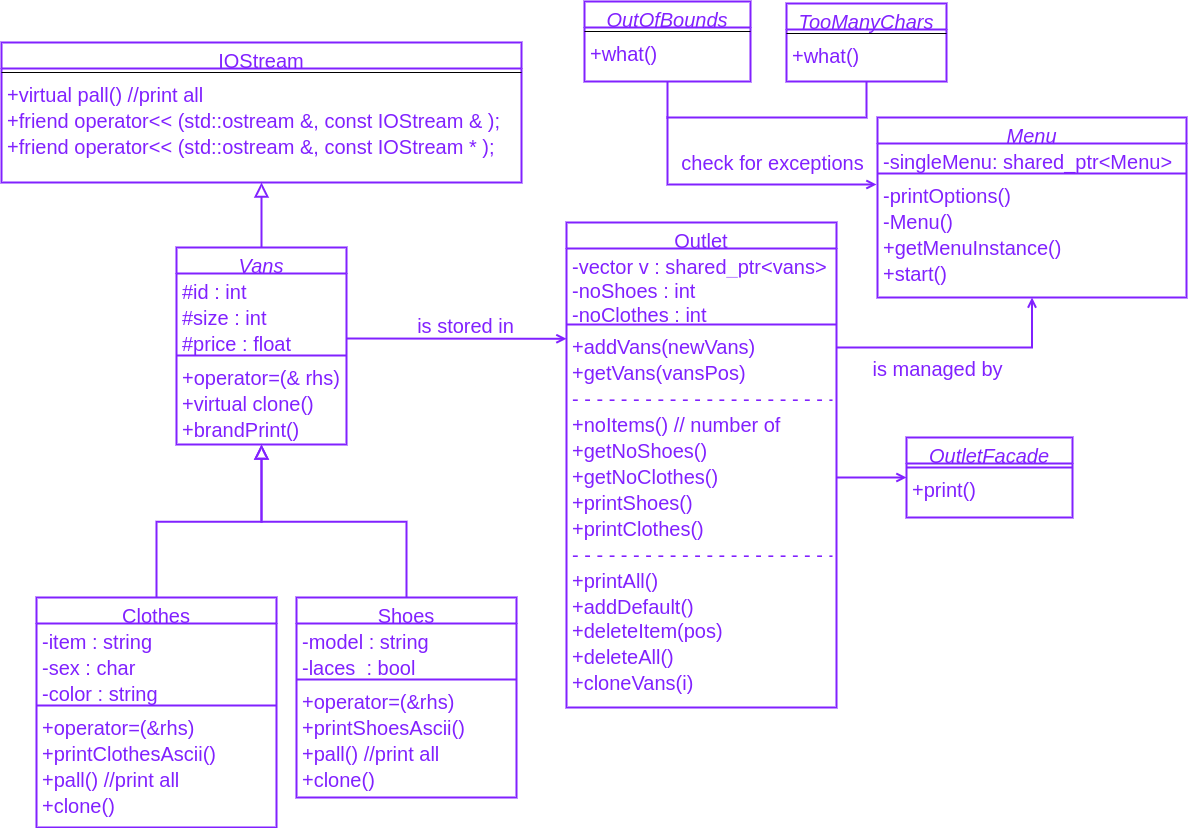 OutOfBounds
+what()
TooManyChars
+what()
IOStream
+virtual pall() //print all
+friend operator<< (std::ostream &, const IOStream & );
+friend operator<< (std::ostream &, const IOStream * );
check for exceptions
Menu
-singleMenu: shared_ptr<Menu>
-printOptions()
-Menu()
+getMenuInstance()
+start()
Vans
#id : int
#size : int
#price : float
+operator=(& rhs)
+virtual clone()
+brandPrint()
is stored in
Outlet
-vector v : shared_ptr<vans>
-noShoes : int
-noClothes : int
+addVans(newVans)
+getVans(vansPos)
- - - - - - - - - - - - - - - - - - - - - -
+noItems() // number of
+getNoShoes()
+getNoClothes()
+printShoes()
+printClothes()
- - - - - - - - - - - - - - - - - - - - - -
+printAll()
+addDefault()
+deleteItem(pos)
+deleteAll()
+cloneVans(i)
is managed by
OutletFacade
+print()
Clothes
-item : string
-sex : char
-color : string
+operator=(&rhs)
+printClothesAscii()
+pall() //print all
+clone()
Shoes
-model : string
-laces  : bool
+operator=(&rhs)
+printShoesAscii()
+pall() //print all
+clone()